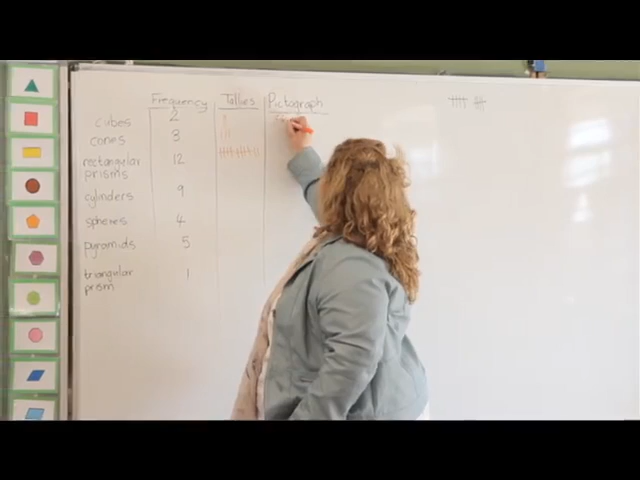 Frequency Tallies Pictograph
cubes 2
cones 3
rectangular 12
prisms
cylinders 9
spheres 4
pyramids 5
triangular 1
prism